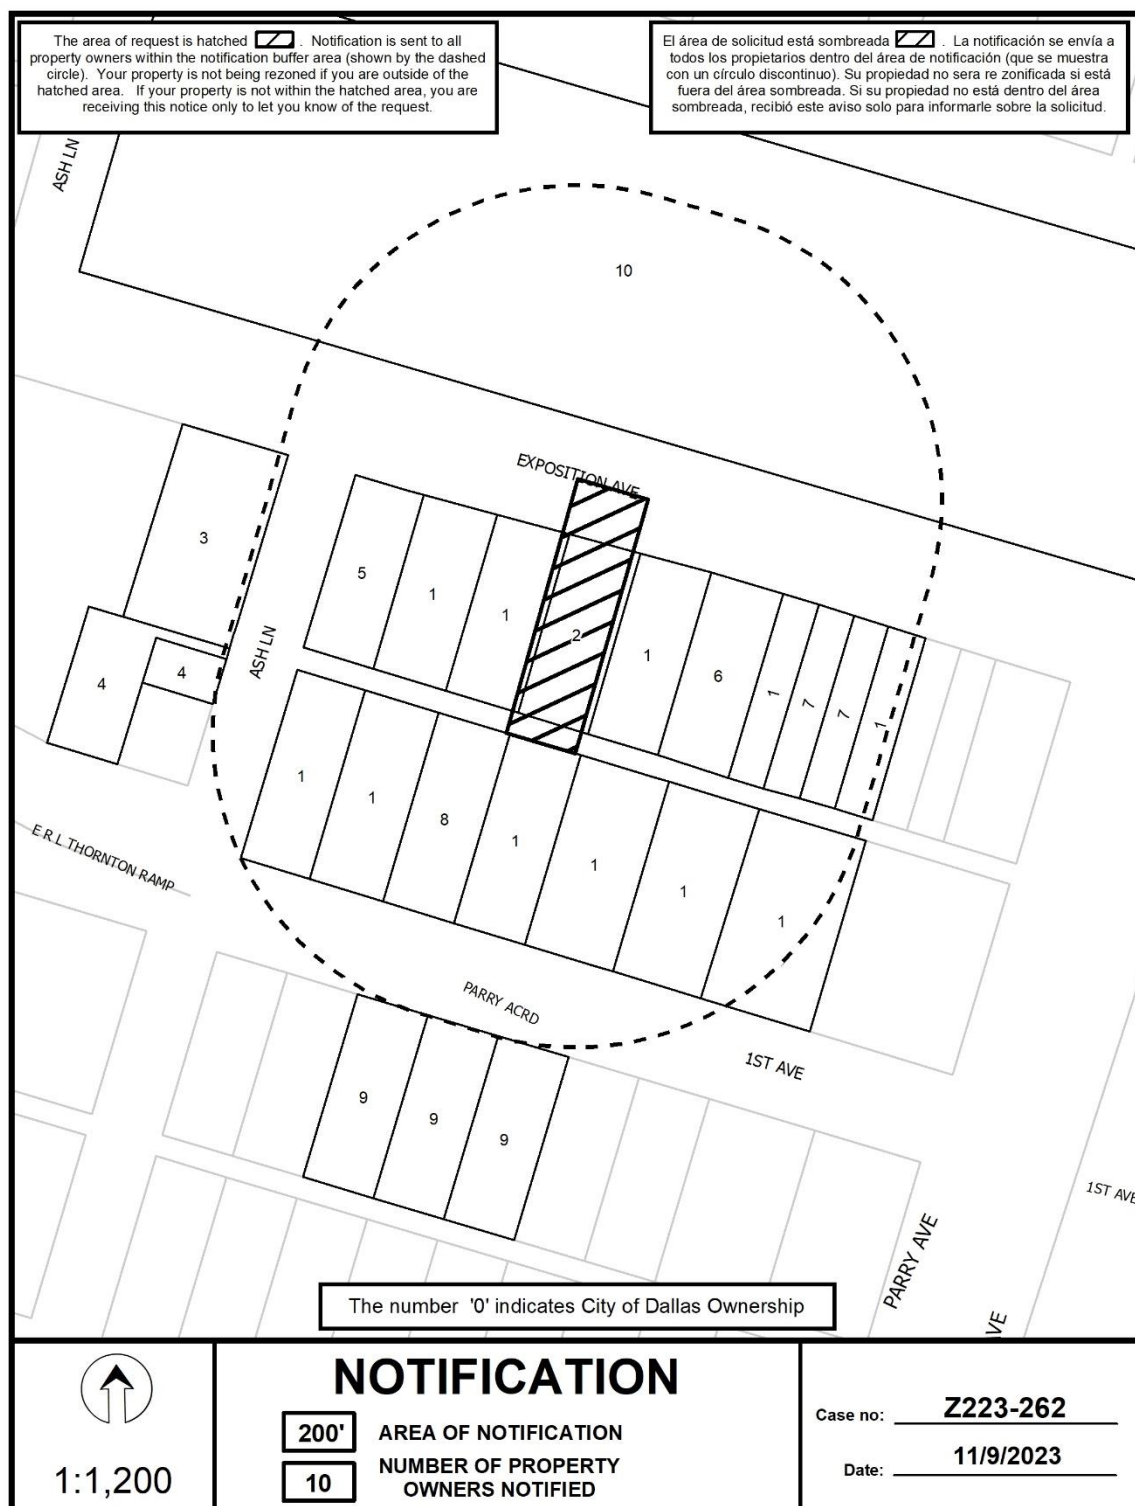 The area of request is hatched . Notification is sent to all
property owners within the notification buffer area (shown by the dashed
circle). Your property is not being rezoned if you are outside of the
hatched area. If your property is not within the hatched area, you are
receiving this notice only to let you know of the request.
El área de solicitud está sombreada . La notificación se envía a
todos los propietarios dentro del área de notificación (que se muestra
con un círculo discontinuo). Su propiedad no sera re zonificada si está
fuera del área sombreada. Si su propiedad no está dentro del área
sombreada, recibió este aviso solo para informarle sobre la solicitud.
ASH LN
10
EXPOSITION AVE
3
5
1
1
2
1
6
1
7
7
1
ASH LN
4
4
1
1
8
1
1
1
1
E R L THORNTON RAMP
PARRY ACRD
1ST AVE
9
9
9
1ST AVE
PARRY AVE
AVE
The number '0' indicates City of Dallas Ownership
1:1,200
NOTIFICATION
200' AREA OF NOTIFICATION
10 NUMBER OF PROPERTY
OWNERS NOTIFIED
Case no: Z223-262
Date: 11/9/2023